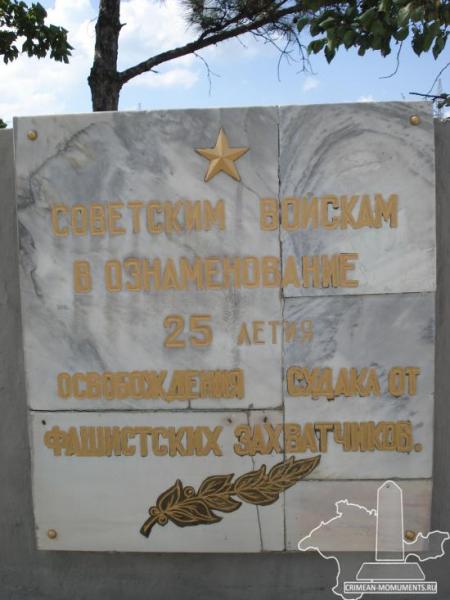 СОВЕТСКИМ ВОЙСКАМ
В ОЗНАМЕНОВАНИЕ
25 ЛЕТИЯ
ОСВОБОЖДЕНИЯ СУДАКА ОТ
ФАШИСТСКИХ ЗАХВАТЧИКОВ.
CRIMEAN-MOMUMENTS.RU